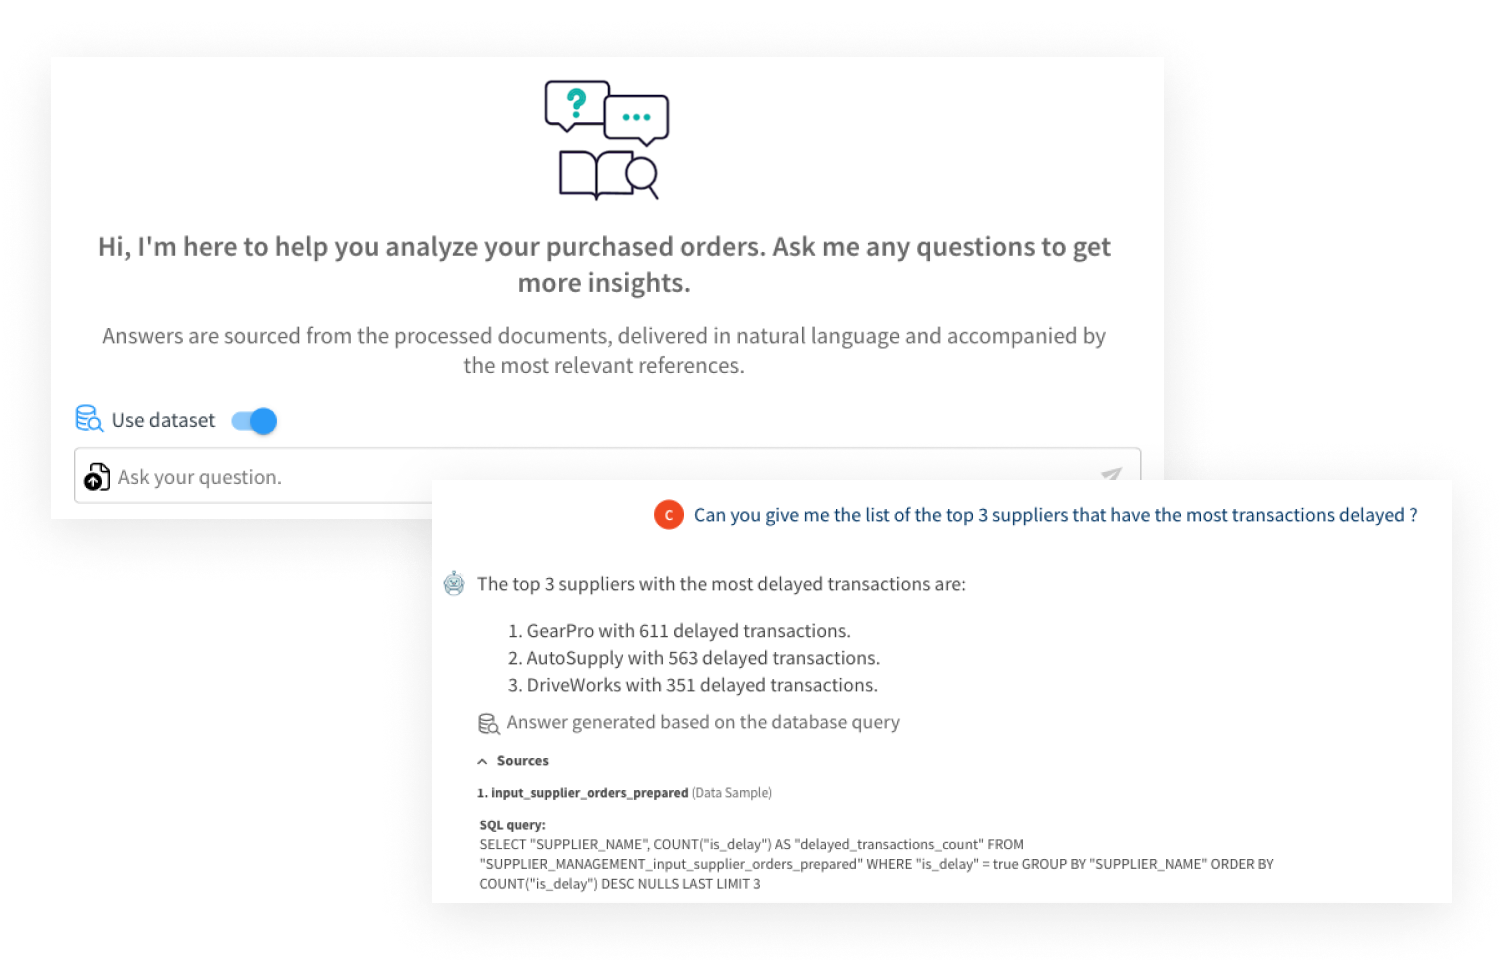 Hi, I'm here to help you analyze your purchased orders. Ask me any questions to get
more insights.
Answers are sourced from the processed documents, delivered in natural language and accompanied by
the most relevant references.
Use dataset
Ask your question.
C Can you give me the list of the top 3 suppliers that have the most transactions delayed ?
The top 3 suppliers with the most delayed transactions are:
1. GearPro with 611 delayed transactions.
2. AutoSupply with 563 delayed transactions.
3. DriveWorks with 351 delayed transactions.
Answer generated based on the database query
Sources
1. input_supplier_orders_prepared (Data Sample)
SQL query:
SELECT "SUPPLIER_NAME", COUNT("is_delay") AS "delayed_transactions_count" FROM
"SUPPLIER_MANAGEMENT_input_supplier_orders_prepared" WHERE "is_delay" = true GROUP BY "SUPPLIER_NAME" ORDER BY
COUNT("is_delay") DESC NULLS LAST LIMIT 3